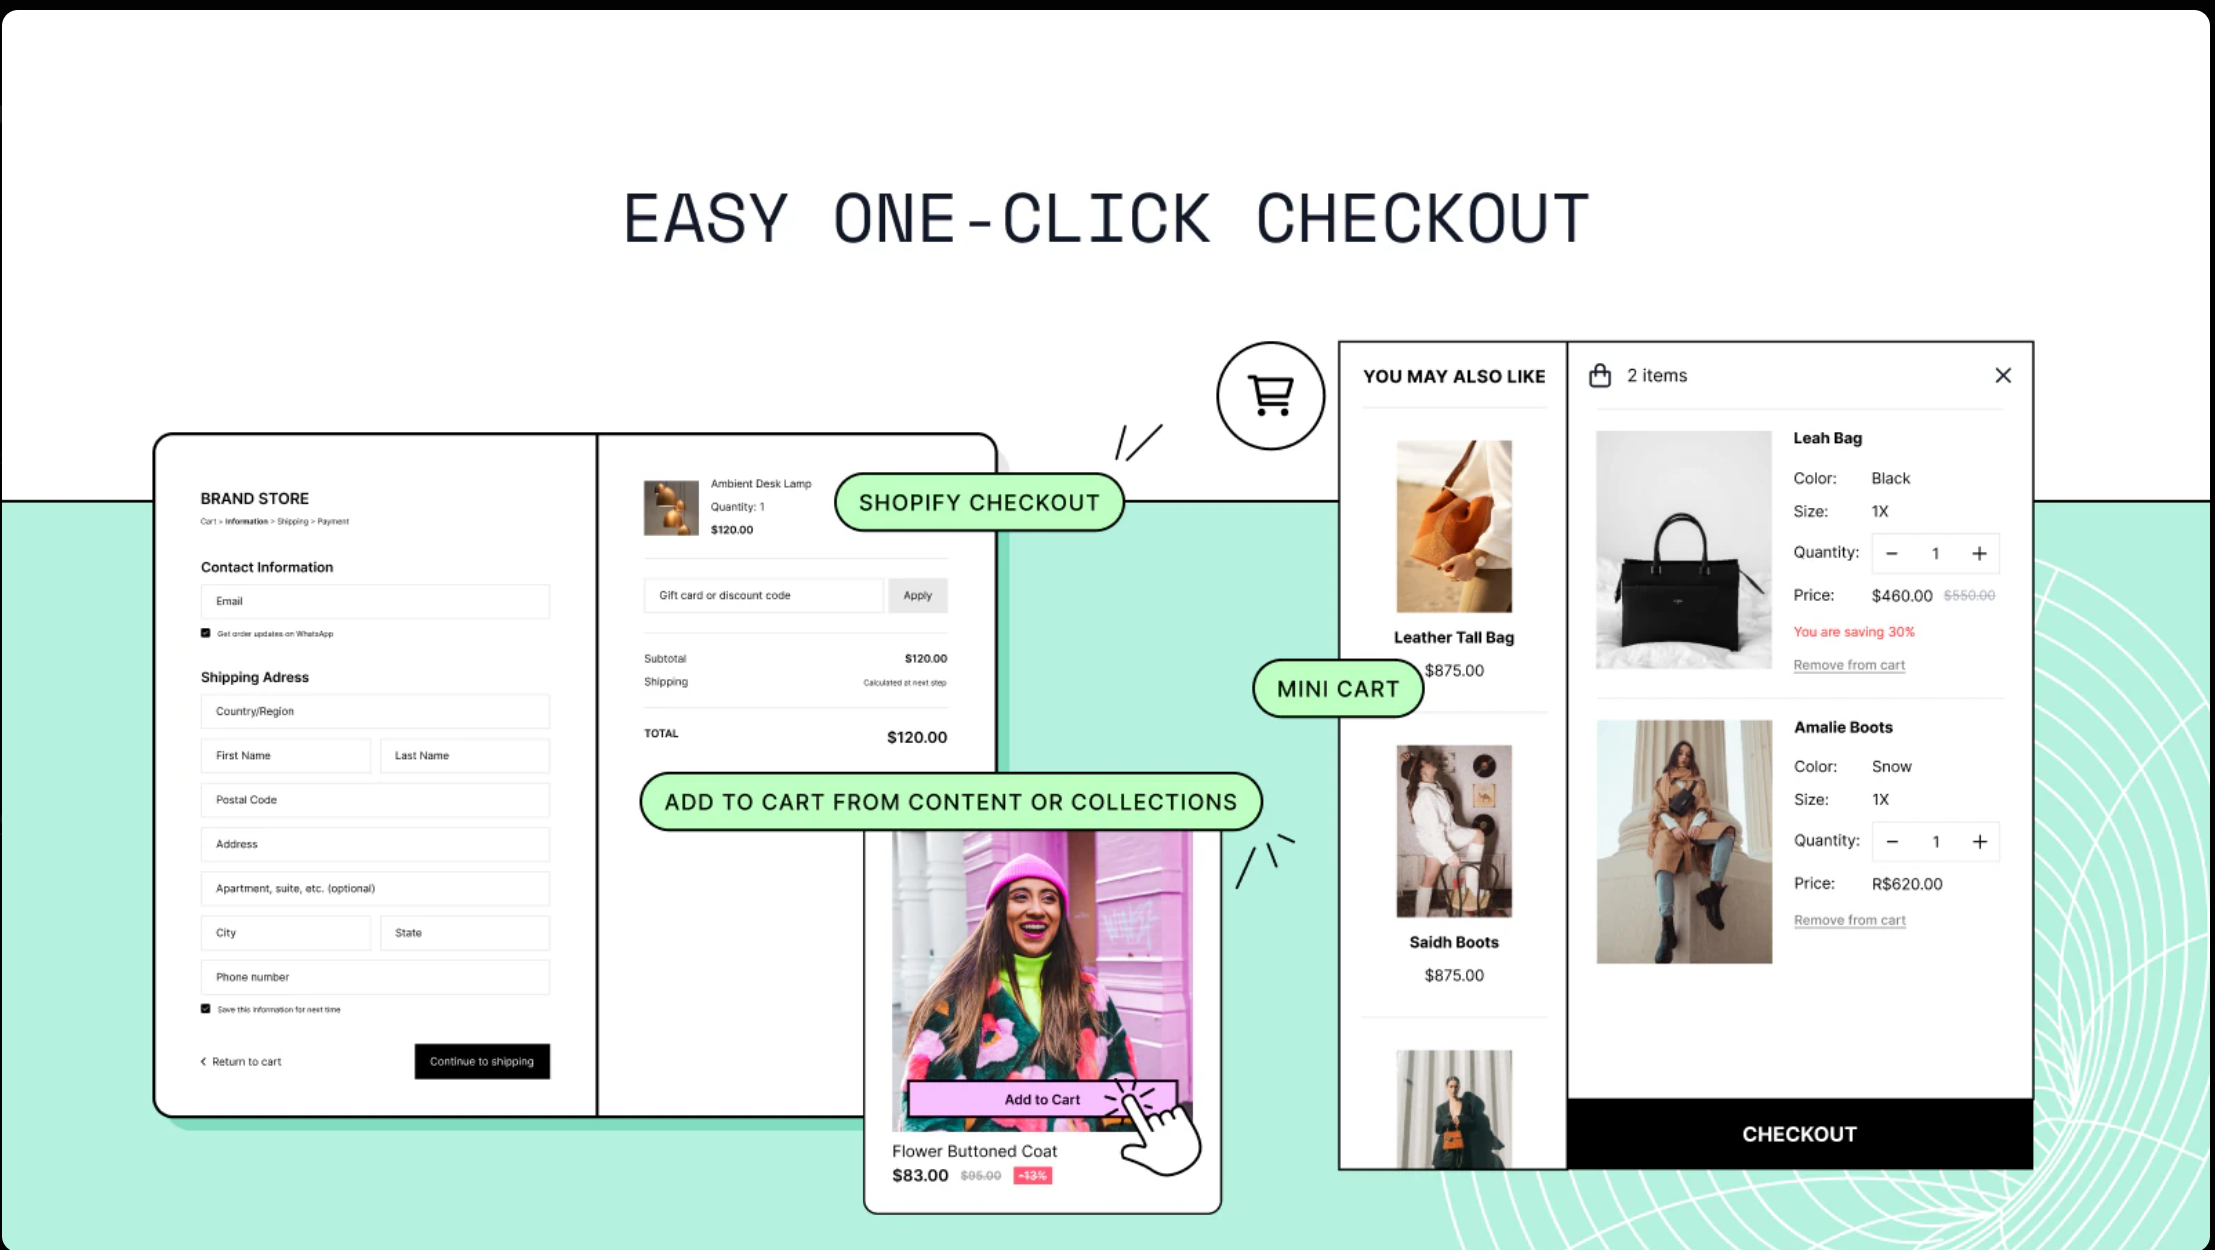 EASY ONE-CLICK CHECKOUT
BRAND STORE
Cart > Information > Shipping > Payment
Contact Information
Email
Get order updates on WhatsApp
Shipping Adress
Country/Region
First Name
Last Name
Postal Code
Address
Apartment, suite, etc. (optional)
City
State
Phone number
Save this information for next time
< Return to cart
Continue to shipping
Ambient Desk Lamp
Quantity: 1
$120.00
SHOPIFY CHECKOUT
Gift card or discount code
Apply
Subtotal $120.00
Shipping Calculated at next step
TOTAL $120.00
ADD TO CART FROM CONTENT OR COLLECTIONS
Add to Cart
Flower Buttoned Coat
$83.00 $95.00 -13%
MINI CART
YOU MAY ALSO LIKE
Leather Tall Bag
$875.00
Saidh Boots
$875.00
2 items
Leah Bag
Color: Black
Size: 1X
Quantity: − 1 +
Price: $460.00 $550.00
You are saving 30%
Remove from cart
Amalie Boots
Color: Snow
Size: 1X
Quantity: − 1 +
Price: R$620.00
Remove from cart
CHECKOUT